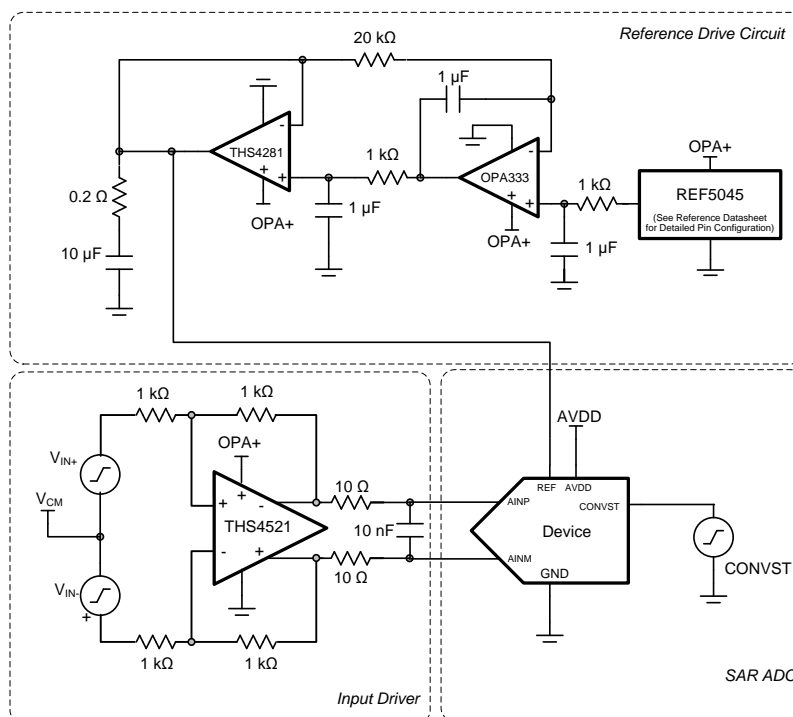 Reference Drive Circuit
20 kΩ
1 µF
-
THS4281
+
+
OPA+
1 kΩ
1 µF
-
OPA333
+
+
OPA+
1 kΩ
1 µF
OPA+
REF5045
(See Reference Datasheet
for Detailed Pin Configuration)
0.2 Ω
10 µF
1 kΩ
1 kΩ
OPA+
VIN+
VCM
VIN-
+
+
+
-
THS4521
-
+
10 Ω
10 nF
10 Ω
1 kΩ
1 kΩ
Input Driver
AVDD
REF
AVDD
AINP
CONVST
Device
AINM
GND
CONVST
SAR ADC